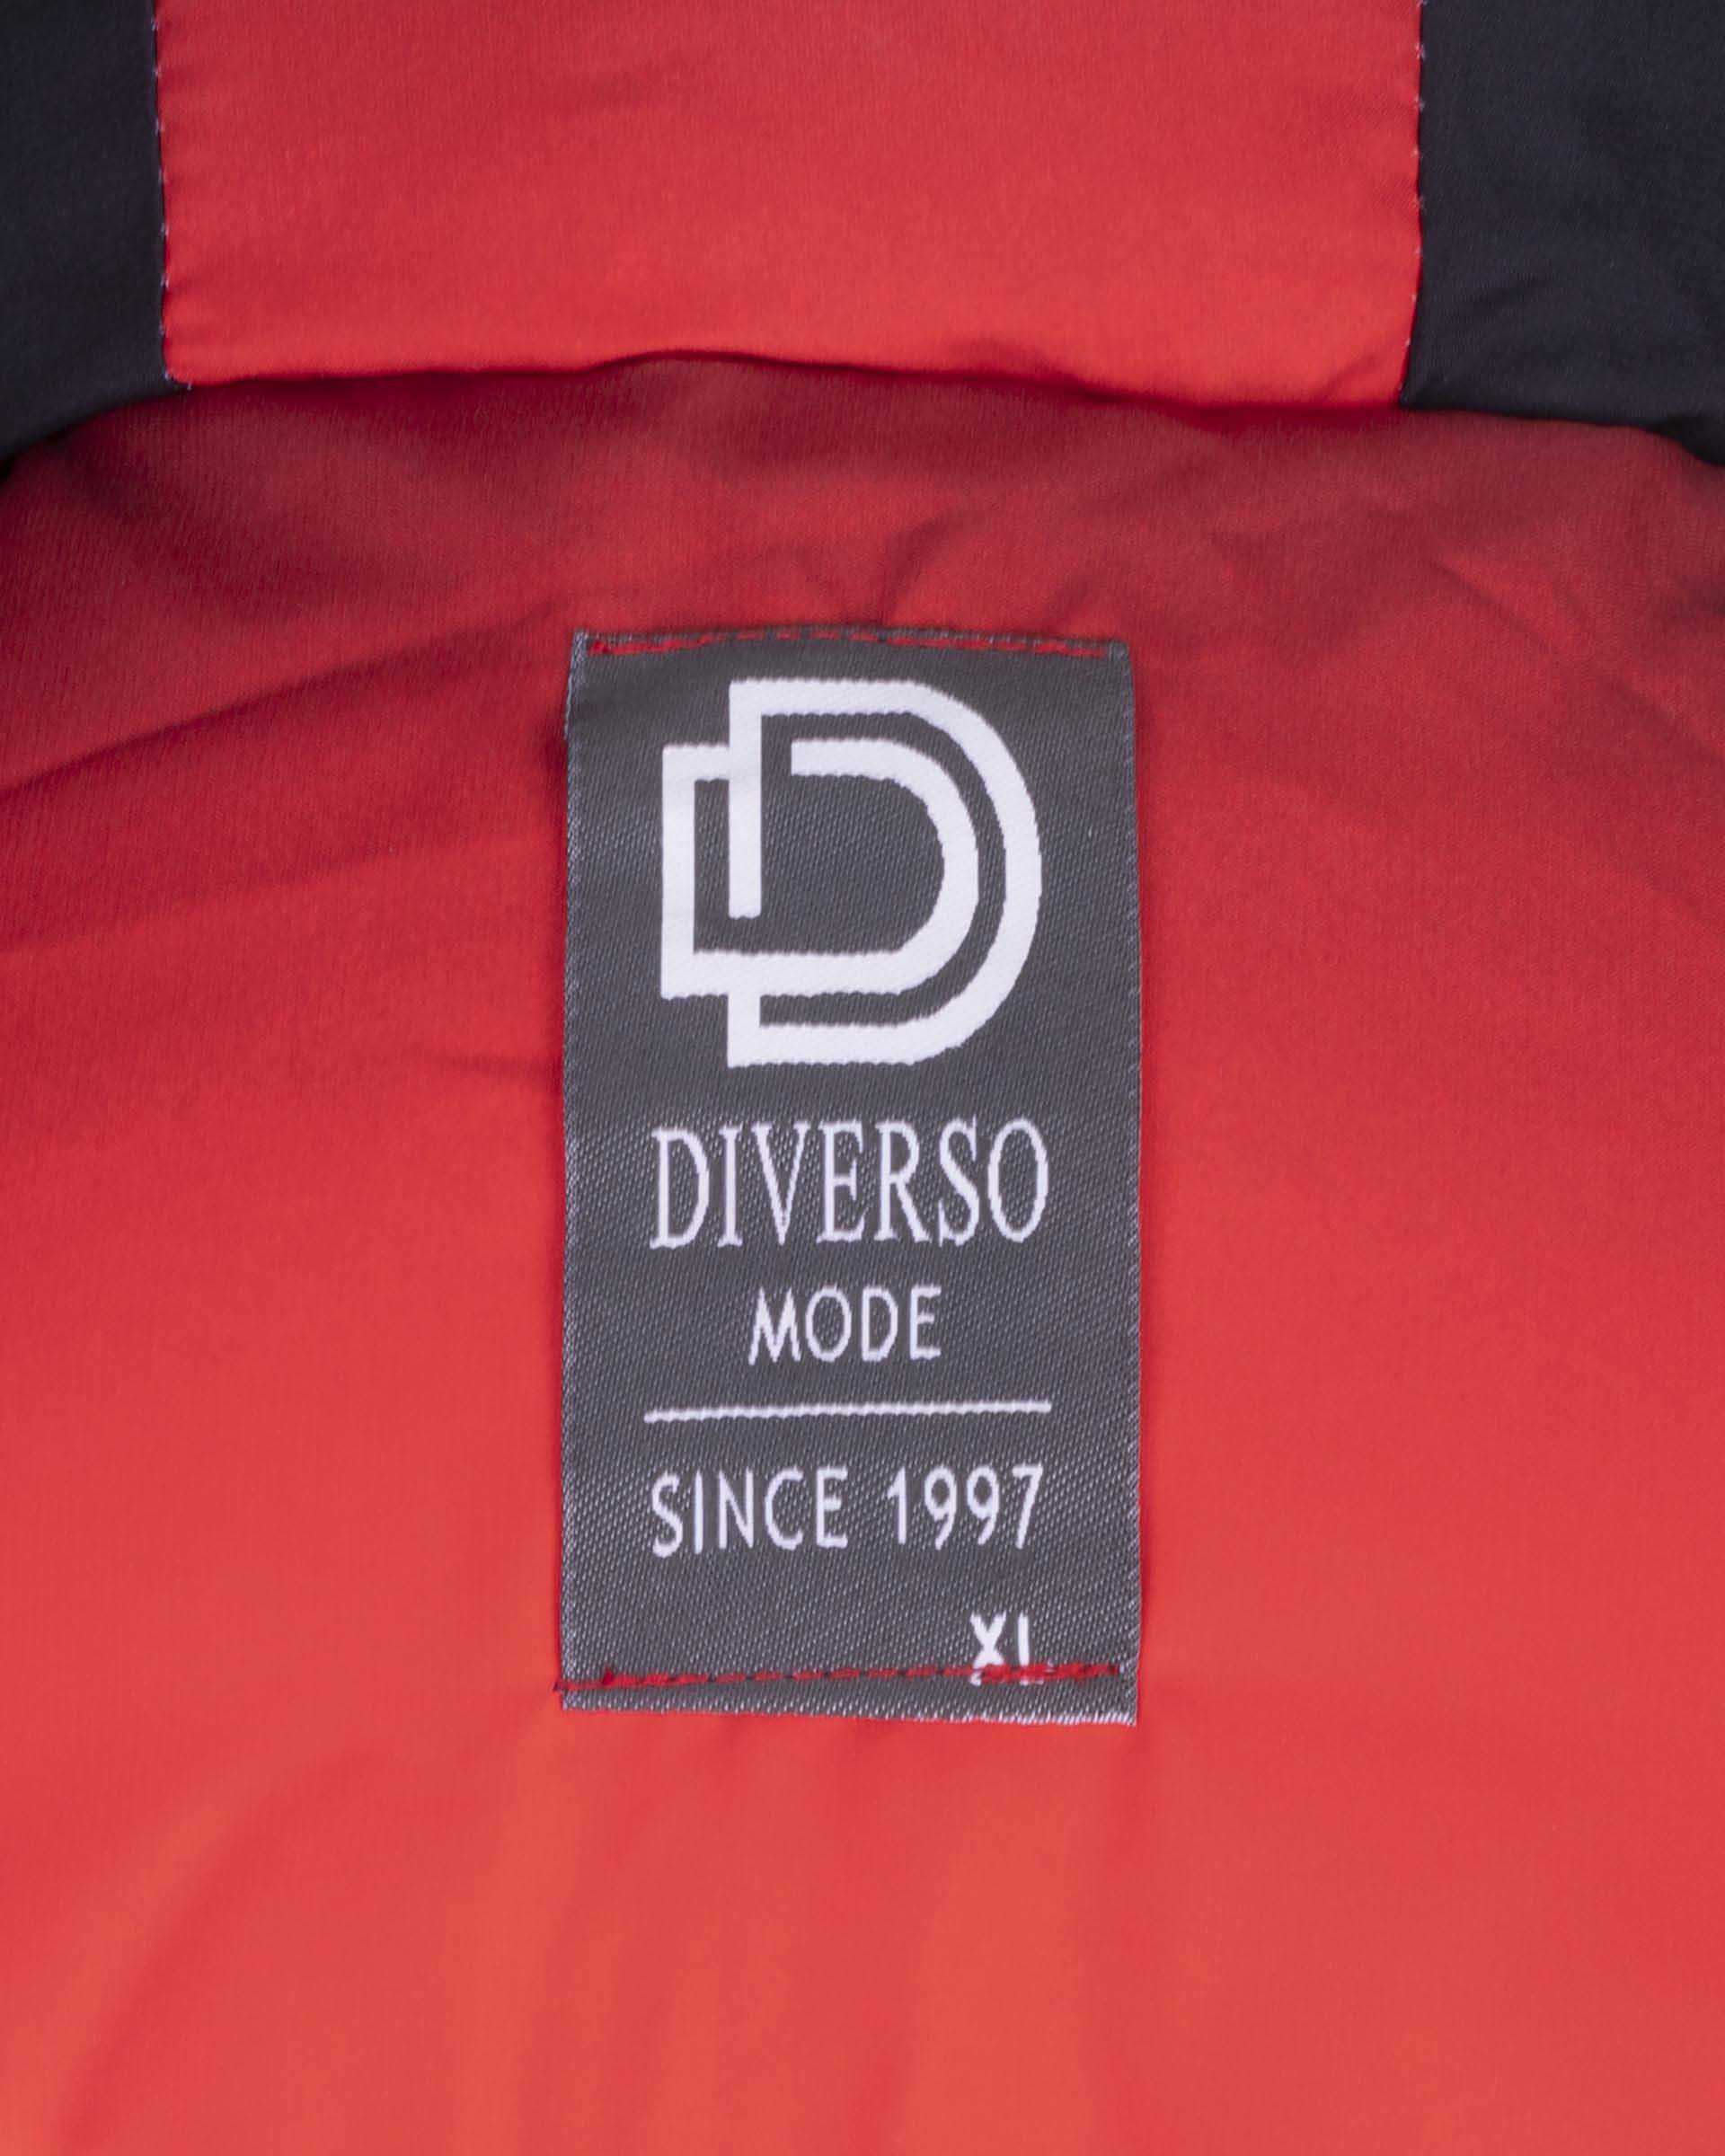 DIVERSO
MODE
SINCE 1997
XL